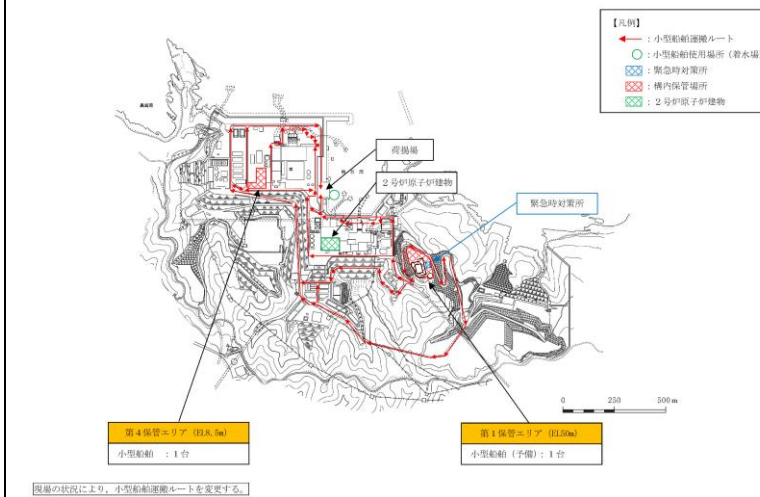 【凡例】
：小型船舶運搬ルート
：小型船舶使用場所（着水場
：緊急時対策所
：構内保管場所
：２号炉原子炉建物
荷揚場
２号炉原子炉建物
緊急時対策所
0 250 500m
第４保管エリア（EL8.5m）
小型船舶 ：１台
第１保管エリア（EL50m）
小型船舶（予備）：１台
現場の状況により，小型船舶運搬ルートを変更する。